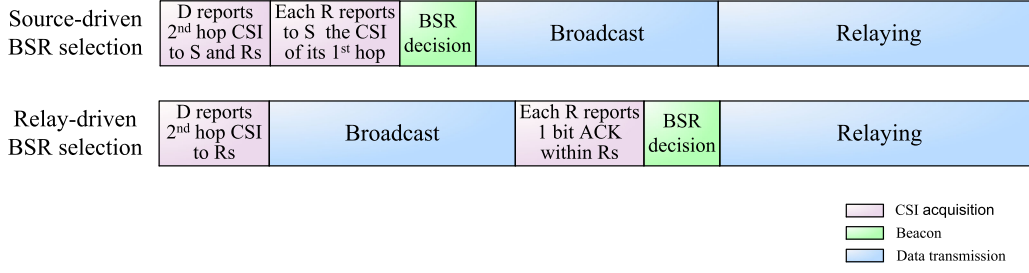 Source-driven
BSR selection
D reports
2nd hop CSI
to S and Rs
Each R reports
to S the CSI
of its 1st hop
BSR
decision
Broadcast
Relaying
Relay-driven
BSR selection
D reports
2nd hop CSI
to Rs
Broadcast
Each R reports
1 bit ACK
within Rs
BSR
decision
Relaying
CSI acquisition
Beacon
Data transmission